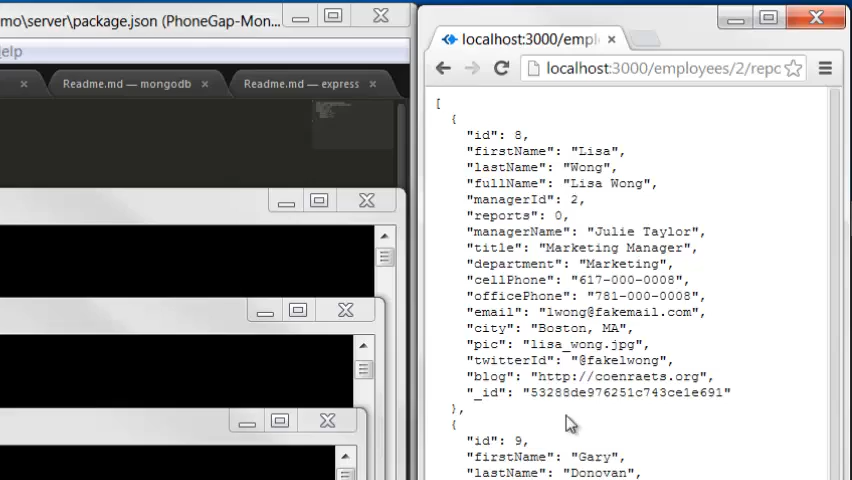 mo\server\package.json (PhoneGap-Mon...
elp
Readme.md — mongodb
Readme.md — express
localhost:3000/empl
localhost:3000/employees/2/repo
[
{
"id": 8,
"firstName": "Lisa",
"lastName": "Wong",
"fullName": "Lisa Wong",
"managerId": 2,
"reports": 0,
"managerName": "Julie Taylor",
"title": "Marketing Manager",
"department": "Marketing",
"cellPhone": "617-000-0008",
"officePhone": "781-000-0008",
"email": "lwong@fakemail.com",
"city": "Boston, MA",
"pic": "lisa_wong.jpg",
"twitterId": "@fakelwong",
"blog": "http://coenraets.org",
"_id": "53288de976251c743ce1e691"
},
{
"id": 9,
"firstName": "Gary",
"lastName": "Donovan",